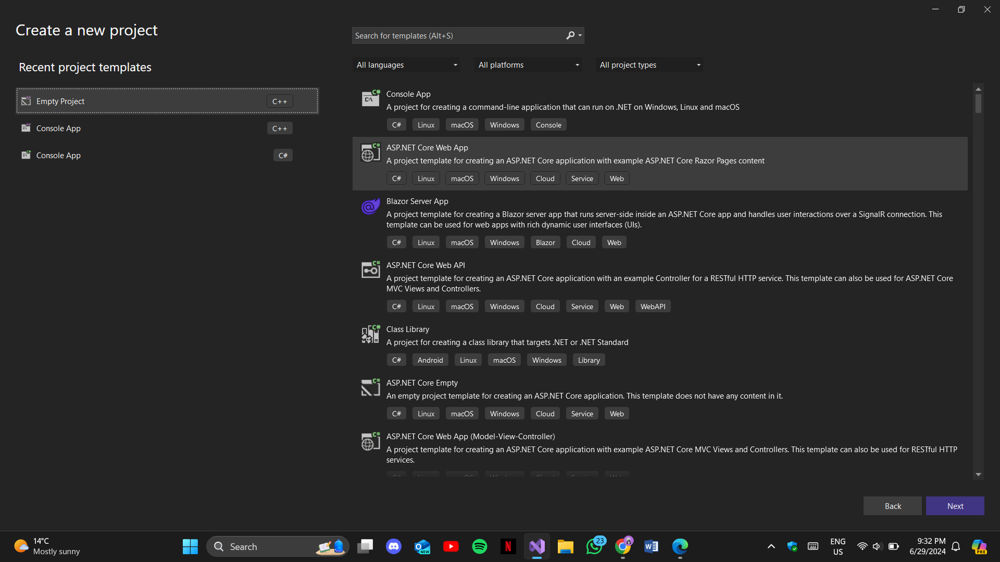 Create a new project
Search for templates (Alt+S)
Recent project templates
All languages
All platforms
All project types
Empty Project
C++
Console App
C++
Console App
C#
Console App
A project for creating a command-line application that can run on .NET on Windows, Linux and macOS
C# Linux macOS Windows Console
ASP.NET Core Web App
A project template for creating an ASP.NET Core application with example ASP.NET Core Razor Pages content
C# Linux macOS Windows Cloud Service Web
Blazor Server App
A project template for creating a Blazor server app that runs server-side inside an ASP.NET Core app and handles user interactions over a SignalR connection. This
template can be used for web apps with rich dynamic user interfaces (UIs).
C# Linux macOS Windows Blazor Cloud Web
ASP.NET Core Web API
A project template for creating an ASP.NET Core application with an example Controller for a RESTful HTTP service. This template can also be used for ASP.NET Core
MVC Views and Controllers.
C# Linux macOS Windows Cloud Service Web WebAPI
Class Library
A project for creating a class library that targets .NET or .NET Standard
C# Android Linux macOS Windows Library
ASP.NET Core Empty
An empty project template for creating an ASP.NET Core application. This template does not have any content in it.
C# Linux macOS Windows Cloud Service Web
ASP.NET Core Web App (Model-View-Controller)
A project template for creating an ASP.NET Core application with example ASP.NET Core MVC Views and Controllers. This template can also be used for RESTful HTTP
services.
Back
Next
14°C
Mostly sunny
Search
NEW
23
ENG
US
9:32 PM
6/29/2024
PRE